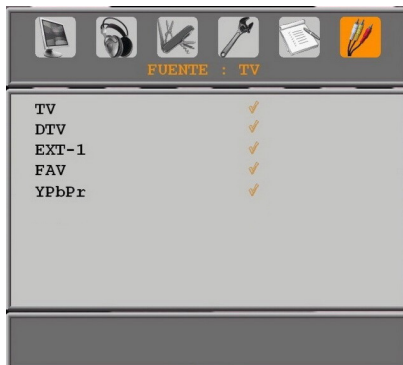 FUENTE : TV
TV
DTV
EXT-1
FAV
YPbPr